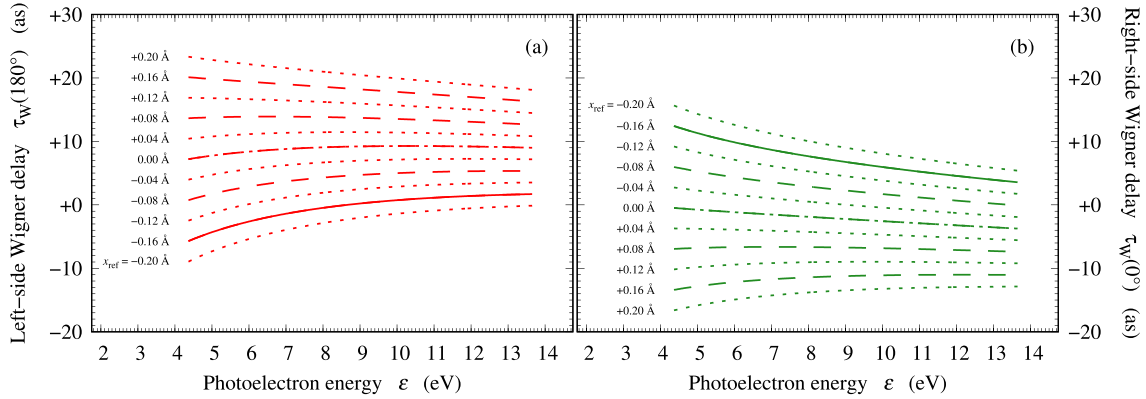 Left−side Wigner delay τW(180°) (as)
+30
+20
+10
+0
−10
−20
(a)
+0.20 Å
+0.16 Å
+0.12 Å
+0.08 Å
+0.04 Å
0.00 Å
−0.04 Å
−0.08 Å
−0.12 Å
−0.16 Å
xref = −0.20 Å
2 3 4 5 6 7 8 9 10 11 12 13 14
Photoelectron energy ε (eV)
(b)
xref = −0.20 Å
−0.16 Å
−0.12 Å
−0.08 Å
−0.04 Å
0.00 Å
+0.04 Å
+0.08 Å
+0.12 Å
+0.16 Å
+0.20 Å
2 3 4 5 6 7 8 9 10 11 12 13 14
Photoelectron energy ε (eV)
+30
+20
+10
+0
−10
−20
Right−side Wigner delay τW(0°) (as)